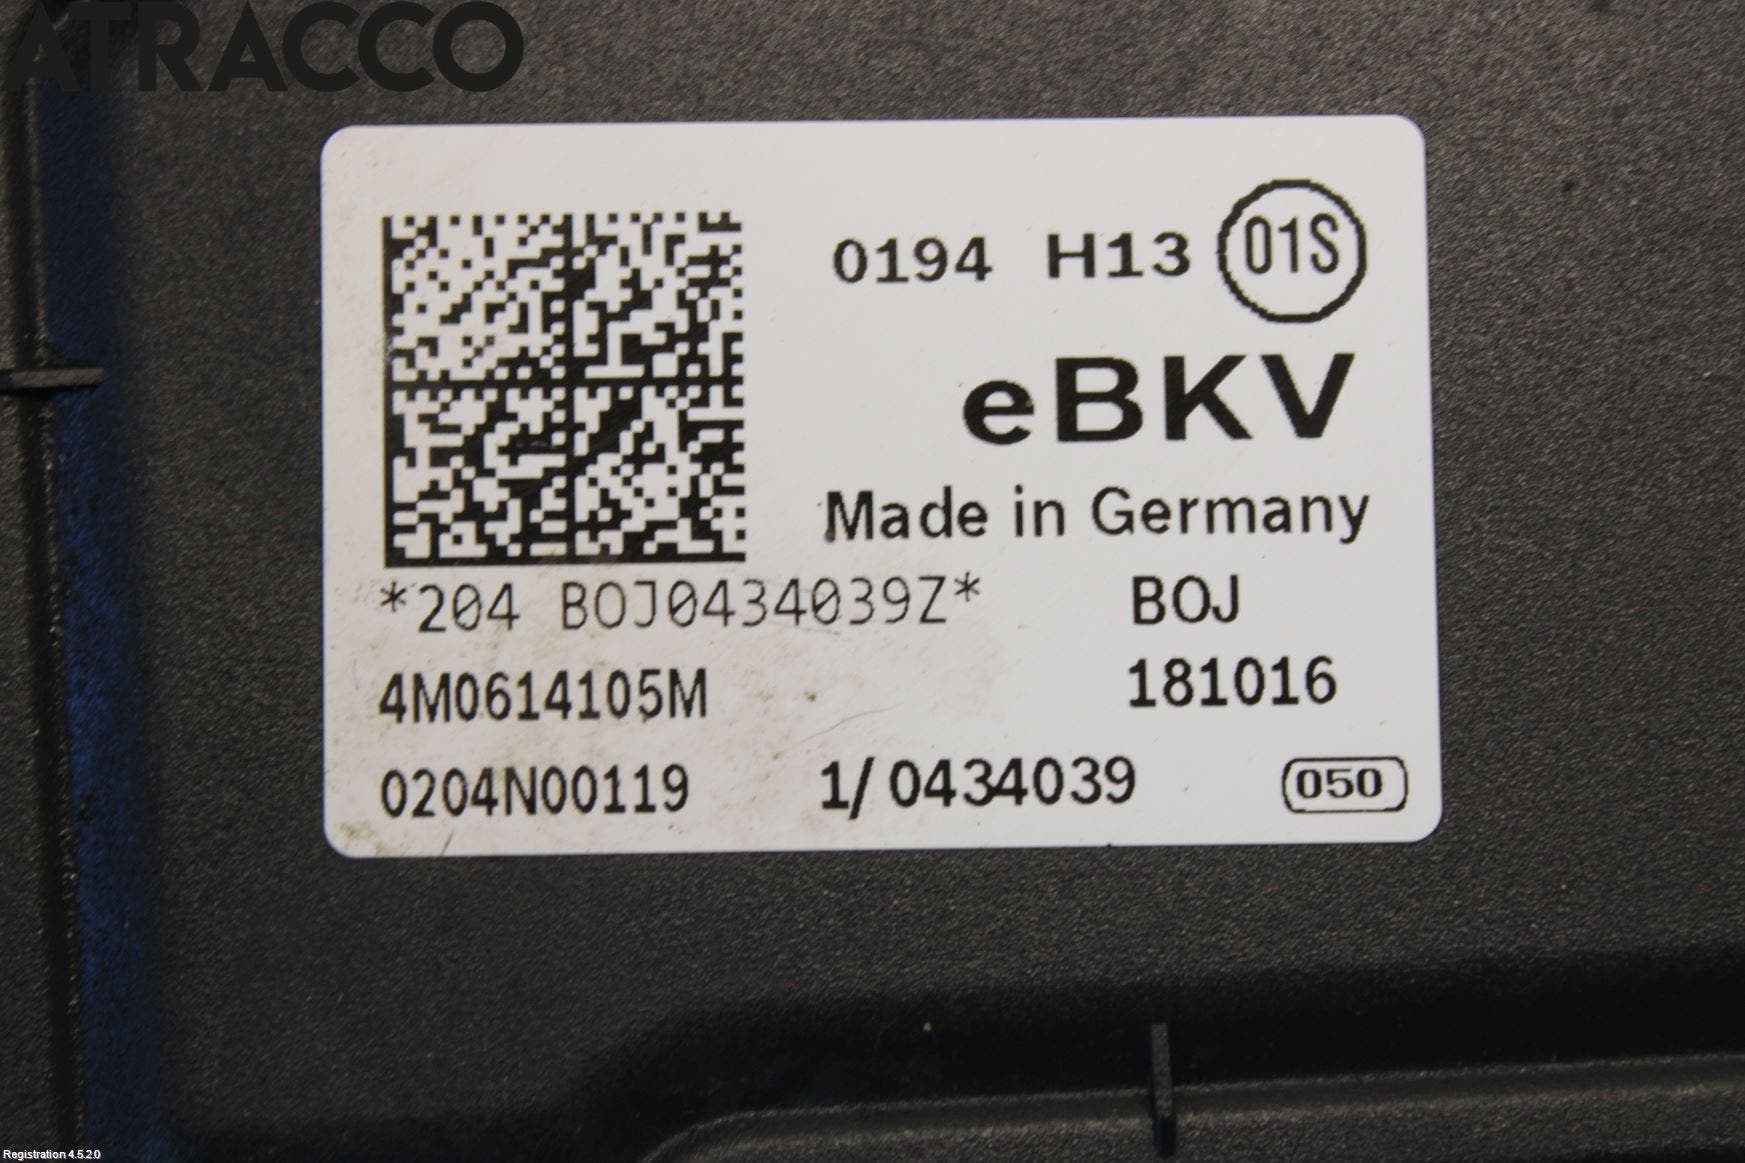 ATRACCO
0194 H13 01S
eBKV
Made in Germany
*204 BOJ0434039Z* BOJ
4M0614105M 181016
0204N00119 1/0434039 050
Registration 4.5.2.0